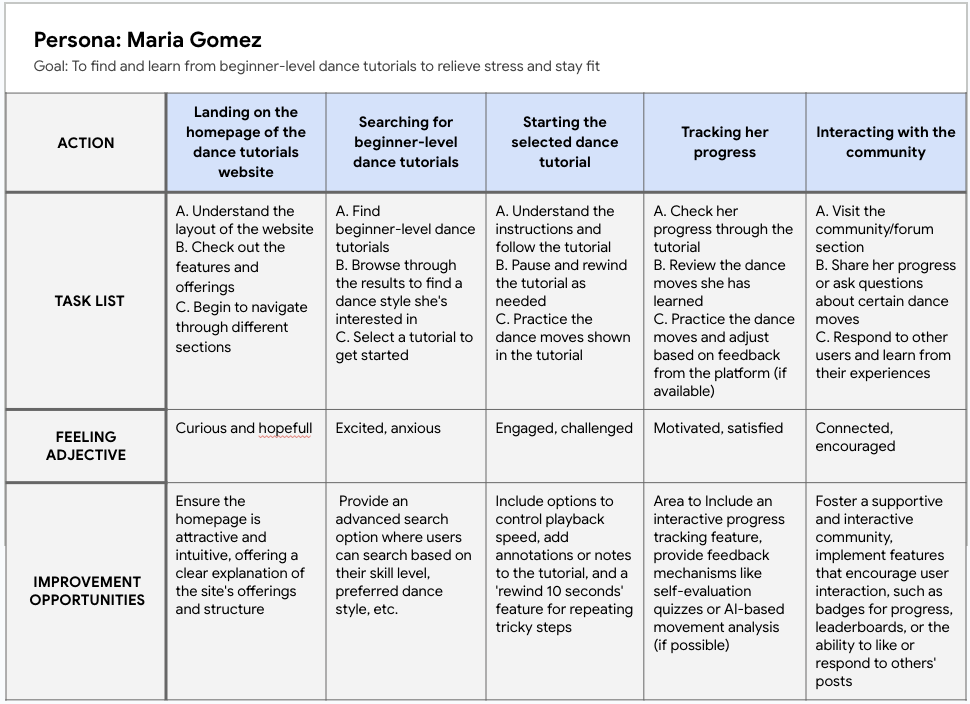 Persona: Maria Gomez
Goal: To find and learn from beginner-level dance tutorials to relieve stress and stay fit
ACTION
Landing on the
homepage of the
dance tutorials
website
Searching for
beginner-level
dance tutorials
Starting the
selected dance
tutorial
Tracking her
progress
Interacting with the
community
TASK LIST
A. Understand the
layout of the website
B. Check out the
features and
offerings
C. Begin to navigate
through different
sections
A. Find
beginner-level dance
tutorials
B. Browse through
the results to find a
dance style she's
interested in
C. Select a tutorial to
get started
A. Understand the
instructions and
follow the tutorial
B. Pause and rewind
the tutorial as
needed
C. Practice the
dance moves shown
in the tutorial
A. Check her
progress through the
tutorial
B. Review the dance
moves she has
learned
C. Practice the dance
moves and adjust
based on feedback
from the platform (if
available)
A. Visit the
community/forum
section
B. Share her progress
or ask questions
about certain dance
moves
C. Respond to other
users and learn from
their experiences
FEELING
ADJECTIVE
Curious and hopefull
Excited, anxious
Engaged, challenged
Motivated, satisfied
Connected,
encouraged
IMPROVEMENT
OPPORTUNITIES
Ensure the
homepage is
attractive and
intuitive, offering a
clear explanation of
the site's offerings
and structure
Provide an
advanced search
option where users
can search based on
their skill level,
preferred dance
style, etc.
Include options to
control playback
speed, add
annotations or notes
to the tutorial, and a
'rewind 10 seconds'
feature for repeating
tricky steps
Area to Include an
interactive progress
tracking feature,
provide feedback
mechanisms like
self-evaluation
quizzes or AI-based
movement analysis
(if possible)
Foster a supportive
and interactive
community,
implement features
that encourage user
interaction, such as
badges for progress,
leaderboards, or the
ability to like or
respond to others'
posts